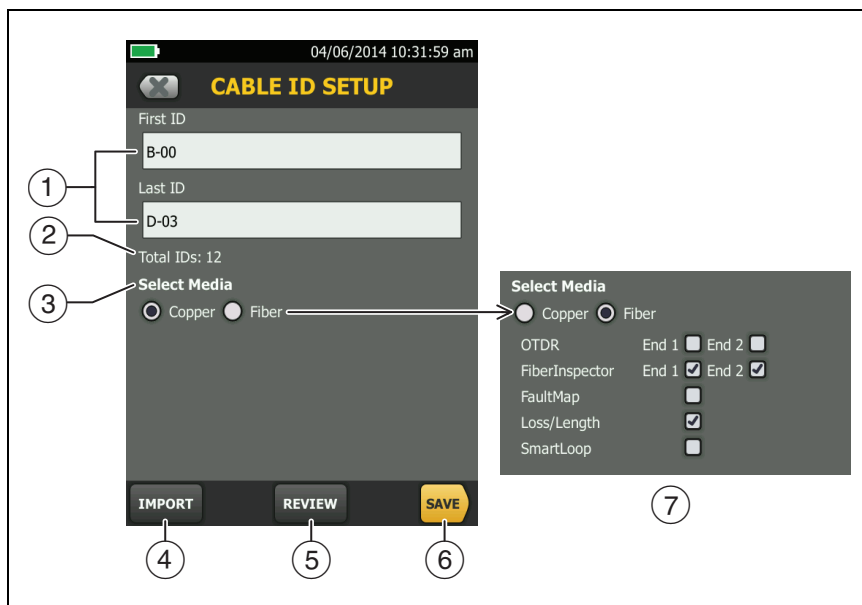 04/06/2014 10:31:59 am
CABLE ID SETUP
First ID
B-00
1
Last ID
D-03
2
Total IDs: 12
3
Select Media
Copper Fiber
IMPORT REVIEW SAVE
4 5 6
Select Media
Copper Fiber
OTDR End 1 End 2
FiberInspector End 1 End 2
FaultMap
Loss/Length
SmartLoop
7